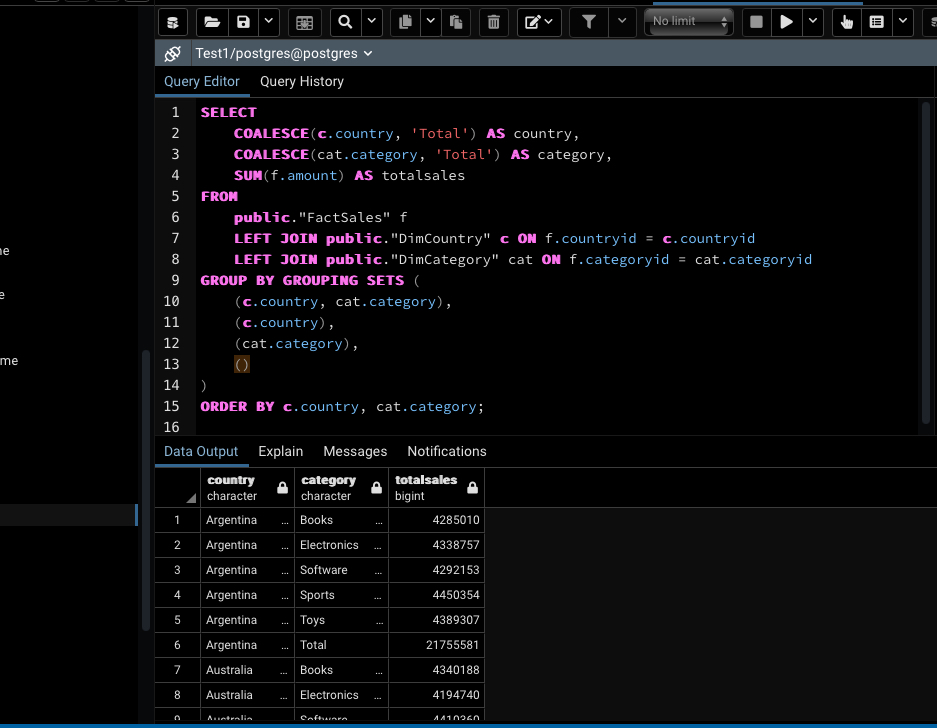 No limit
Test1/postgres@postgres
Query Editor Query History
1 SELECT
2 COALESCE(c.country, 'Total') AS country,
3 COALESCE(cat.category, 'Total') AS category,
4 SUM(f.amount) AS totalsales
5 FROM
6 public."FactSales" f
7 LEFT JOIN public."DimCountry" c ON f.countryid = c.countryid
8 LEFT JOIN public."DimCategory" cat ON f.categoryid = cat.categoryid
9 GROUP BY GROUPING SETS (
10 (c.country, cat.category),
11 (c.country),
12 (cat.category),
13 ()
14 )
15 ORDER BY c.country, cat.category;
16
ne
e
me
Data Output Explain Messages Notifications
country category totalsales
character character bigint
1 Argentina ... Books ... 4285010
2 Argentina ... Electronics ... 4338757
3 Argentina ... Software ... 4292153
4 Argentina ... Sports ... 4450354
5 Argentina ... Toys ... 4389307
6 Argentina ... Total 21755581
7 Australia ... Books ... 4340188
8 Australia ... Electronics ... 4194740
9 Australia ... Software ... 4410360